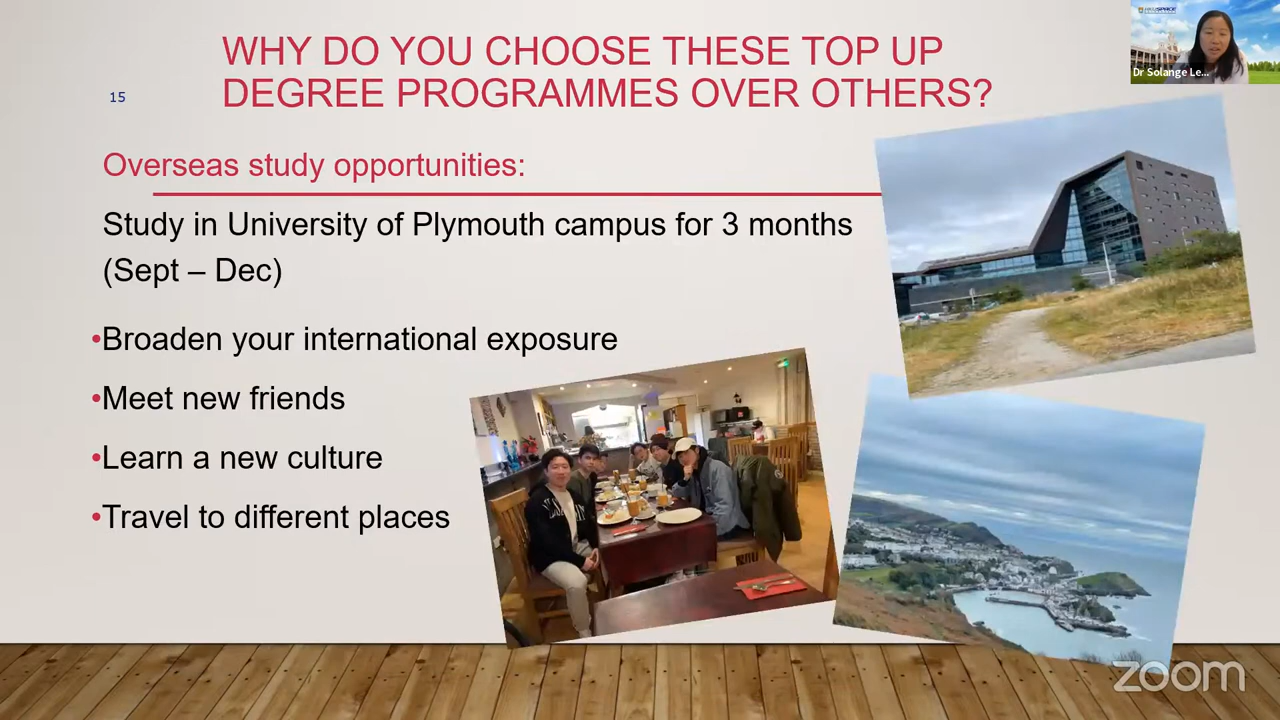 15
WHY DO YOU CHOOSE THESE TOP UP
DEGREE PROGRAMMES OVER OTHERS?
HKU SPACE
Dr Solange Le...
Overseas study opportunities:
Study in University of Plymouth campus for 3 months
(Sept – Dec)
•Broaden your international exposure
•Meet new friends
•Learn a new culture
•Travel to different places
zoom